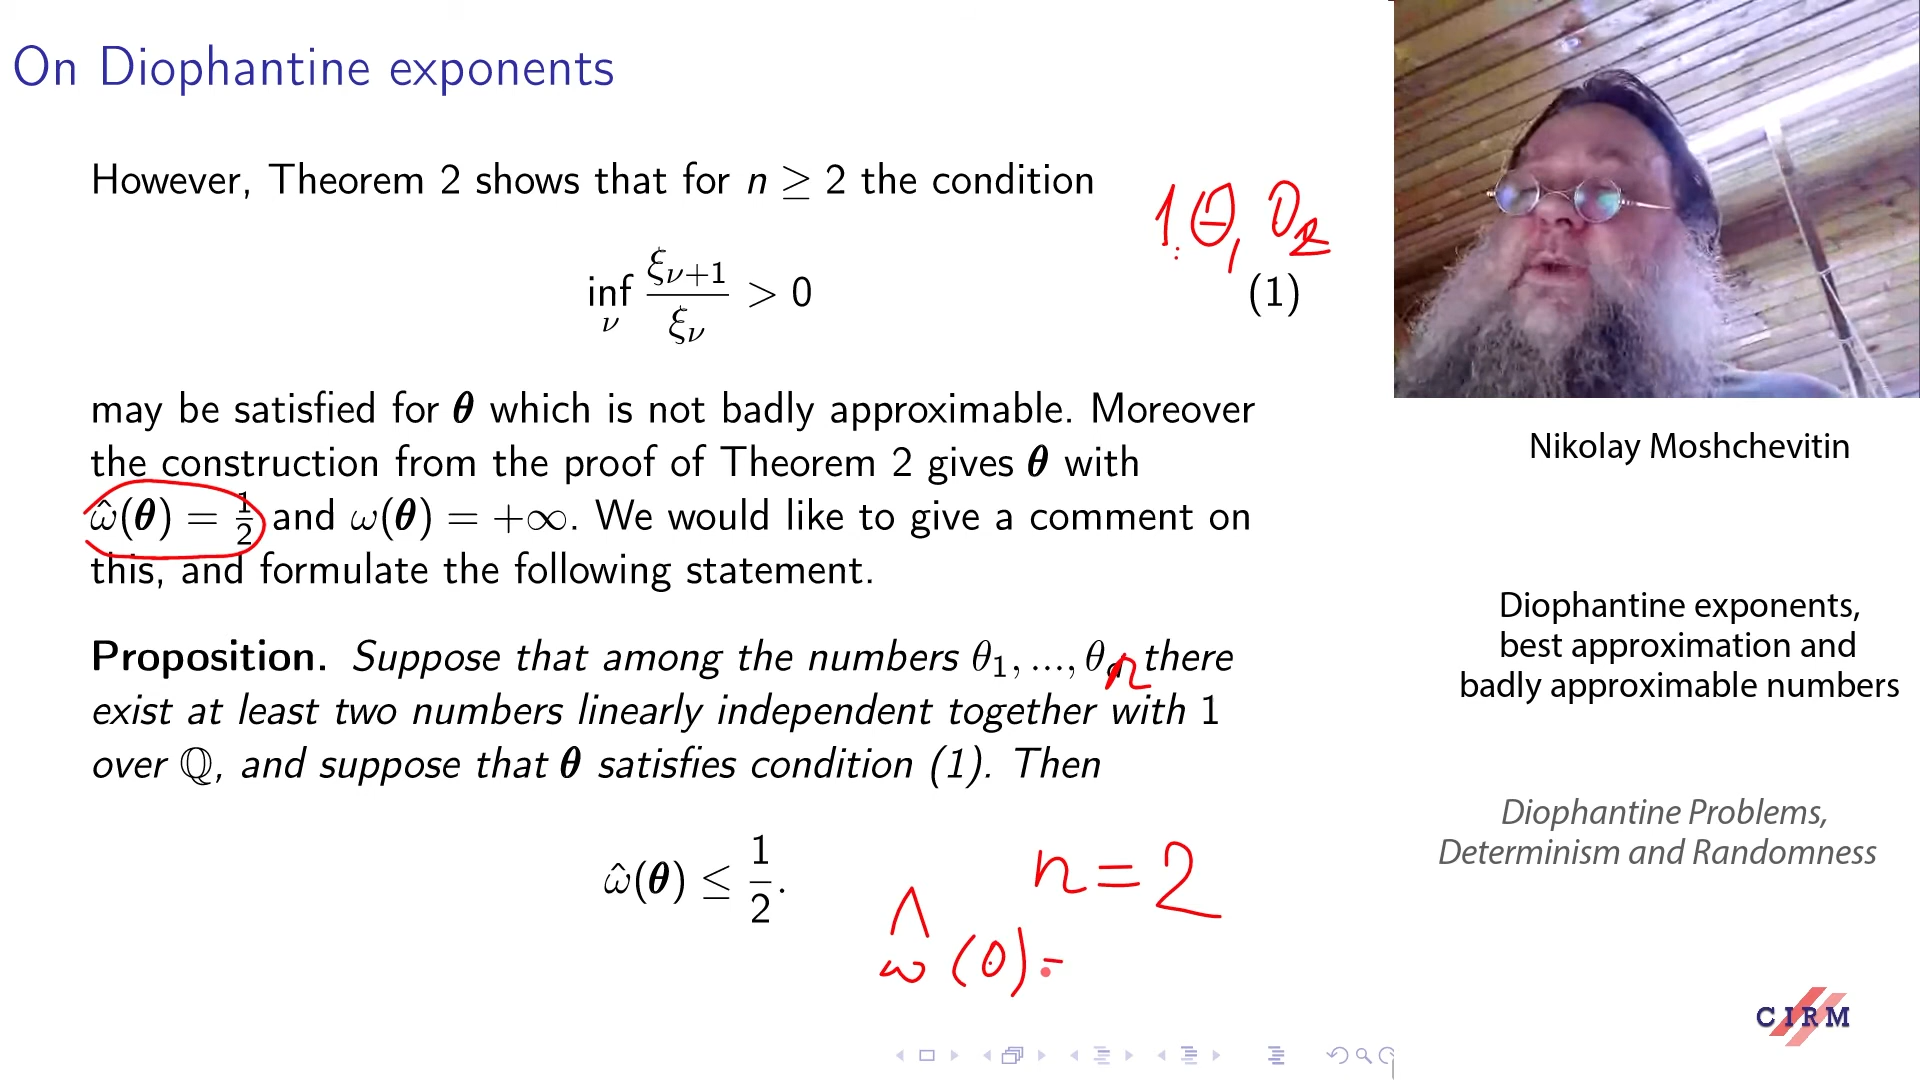 On Diophantine exponents
However, Theorem 2 shows that for n ≥ 2 the condition
1, θ1 θ2
inf_ν ξ_{ν+1}/ξ_ν > 0 (1)
may be satisfied for θ which is not badly approximable. Moreover
the construction from the proof of Theorem 2 gives θ with
ω̂(θ) = 1/2 and ω(θ) = +∞. We would like to give a comment on
this, and formulate the following statement.
Proposition. Suppose that among the numbers θ₁, ..., θ_n there
exist at least two numbers linearly independent together with 1
over ℚ, and suppose that θ satisfies condition (1). Then
ω̂(θ) ≤ 1/2.
n = 2
ω̂(θ) =
Nikolay Moshchevitin
Diophantine exponents,
best approximation and
badly approximable numbers
Diophantine Problems,
Determinism and Randomness
CIRM